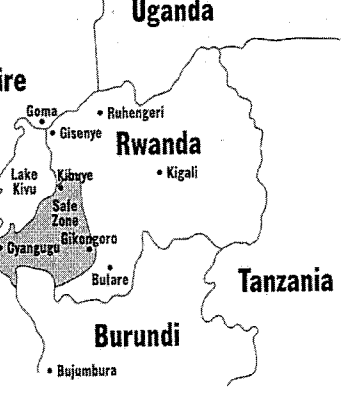 Uganda
ire
Goma
Ruhengeri
Gisenye
Rwanda
Kigali
Lake
Kivu
Kibuye
Safe
Zone
Gikongoro
Cyangugu
Butare
Tanzania
Burundi
Bujumbura